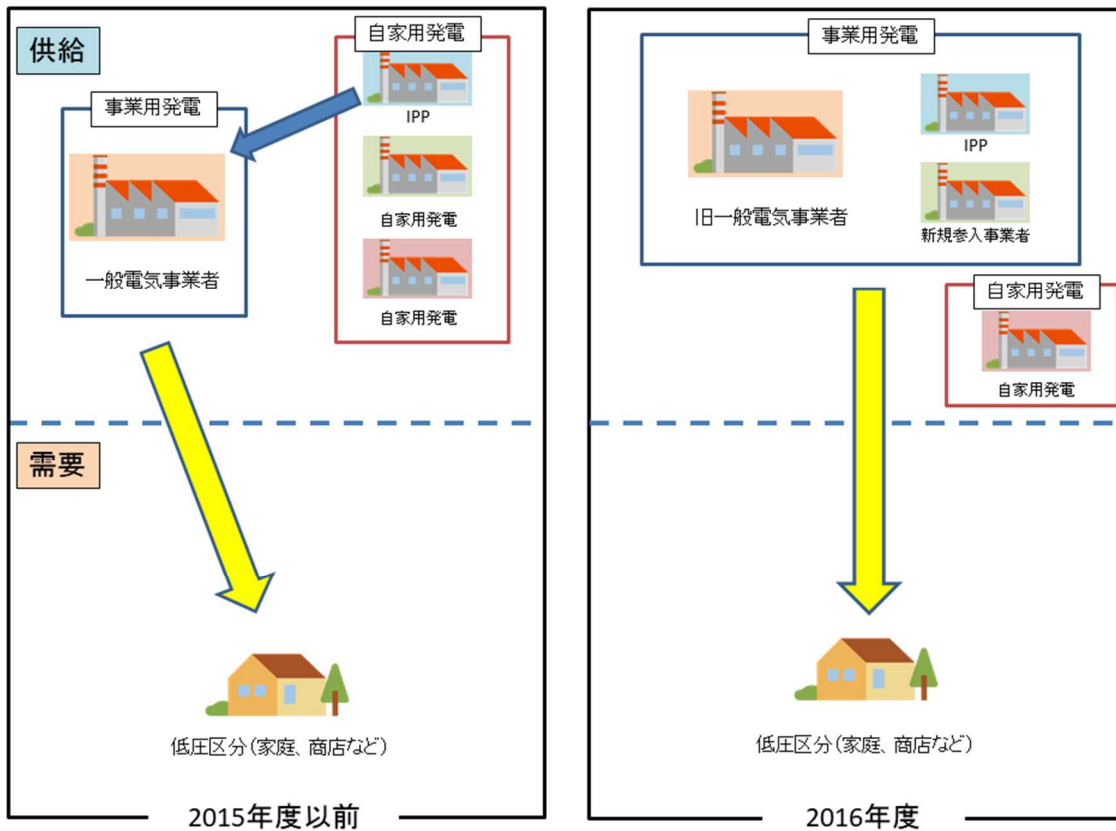 供給
自家用発電
事業用発電
IPP
自家用発電
一般電気事業者
自家用発電
需要
低圧区分(家庭、商店など)
2015年度以前
事業用発電
IPP
旧一般電気事業者
新規参入事業者
自家用発電
自家用発電
低圧区分(家庭、商店など)
2016年度